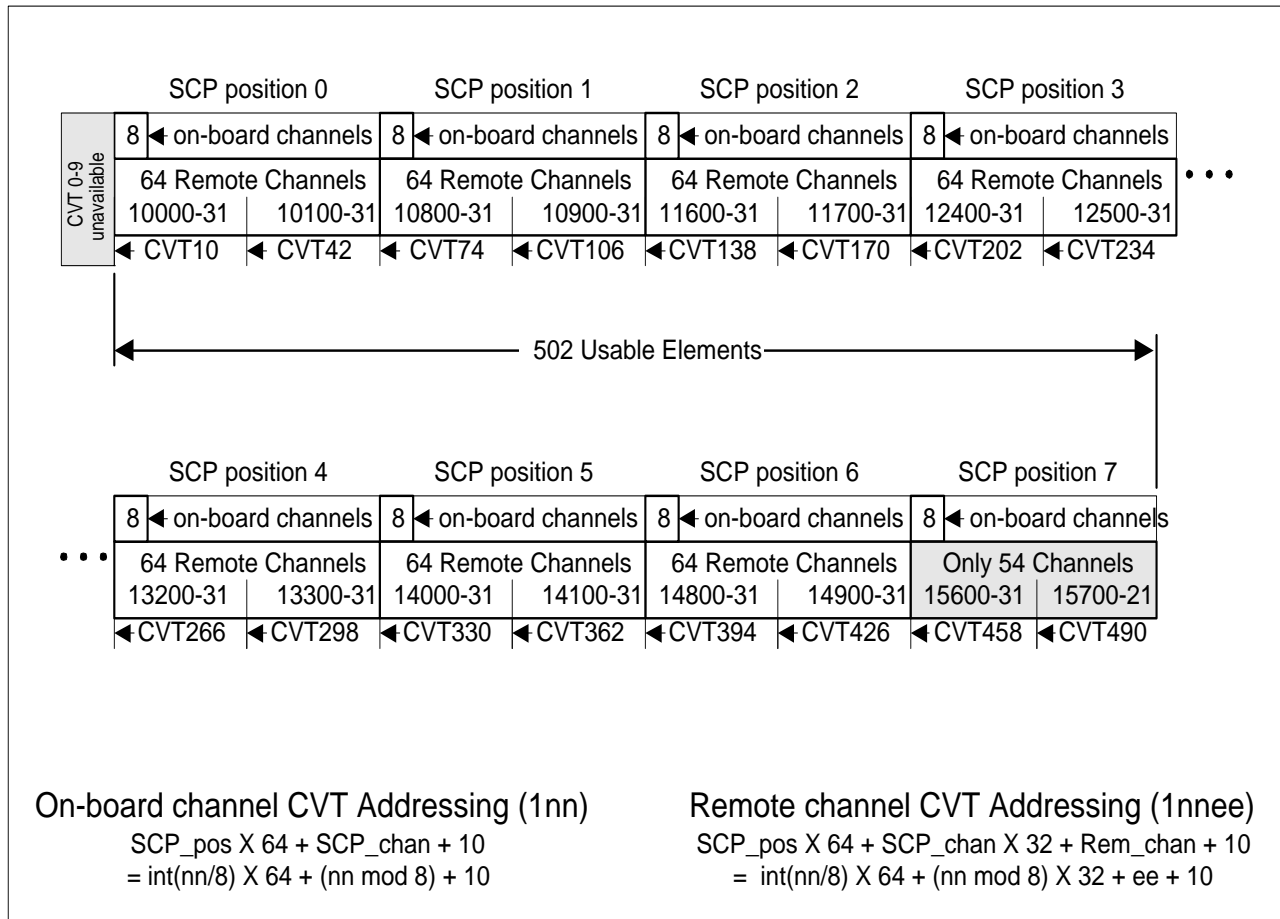 SCP position 0 SCP position 1 SCP position 2 SCP position 3
CVT 0-9
unavailable
8 on-board channels 8 on-board channels 8 on-board channels 8 on-board channels
64 Remote Channels 64 Remote Channels 64 Remote Channels 64 Remote Channels
10000-31 10100-31 10800-31 10900-31 11600-31 11700-31 12400-31 12500-31
CVT10 CVT42 CVT74 CVT106 CVT138 CVT170 CVT202 CVT234
502 Usable Elements
SCP position 4 SCP position 5 SCP position 6 SCP position 7
8 on-board channels 8 on-board channels 8 on-board channels 8 on-board channels
64 Remote Channels 64 Remote Channels 64 Remote Channels Only 54 Channels
13200-31 13300-31 14000-31 14100-31 14800-31 14900-31 15600-31 15700-21
CVT266 CVT298 CVT330 CVT362 CVT394 CVT426 CVT458 CVT490
On-board channel CVT Addressing (1nn)
SCP_pos X 64 + SCP_chan + 10
= int(nn/8) X 64 + (nn mod 8) + 10
Remote channel CVT Addressing (1nnee)
SCP_pos X 64 + SCP_chan X 32 + Rem_chan + 10
= int(nn/8) X 64 + (nn mod 8) X 32 + ee + 10